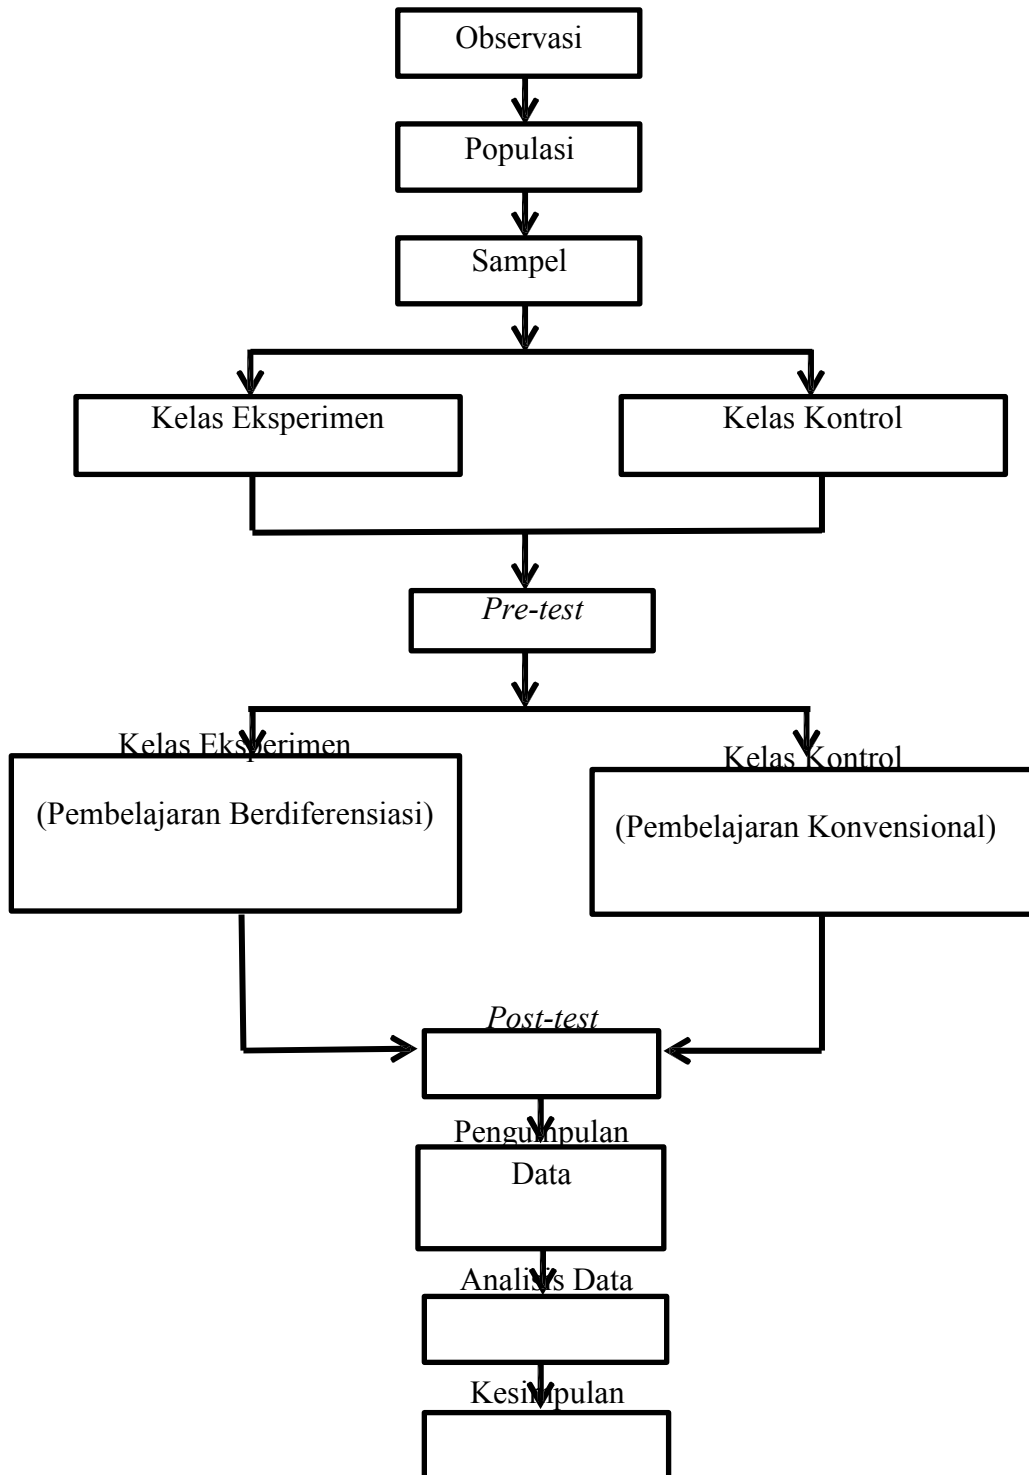 Observasi
Populasi
Sampel
Kelas Eksperimen
Kelas Kontrol
Pre-test
Kelas Eksperimen
(Pembelajaran Berdiferensiasi)
Kelas Kontrol
(Pembelajaran Konvensional)
Post-test
Pengumpulan
Data
Analisis Data
Kesimpulan